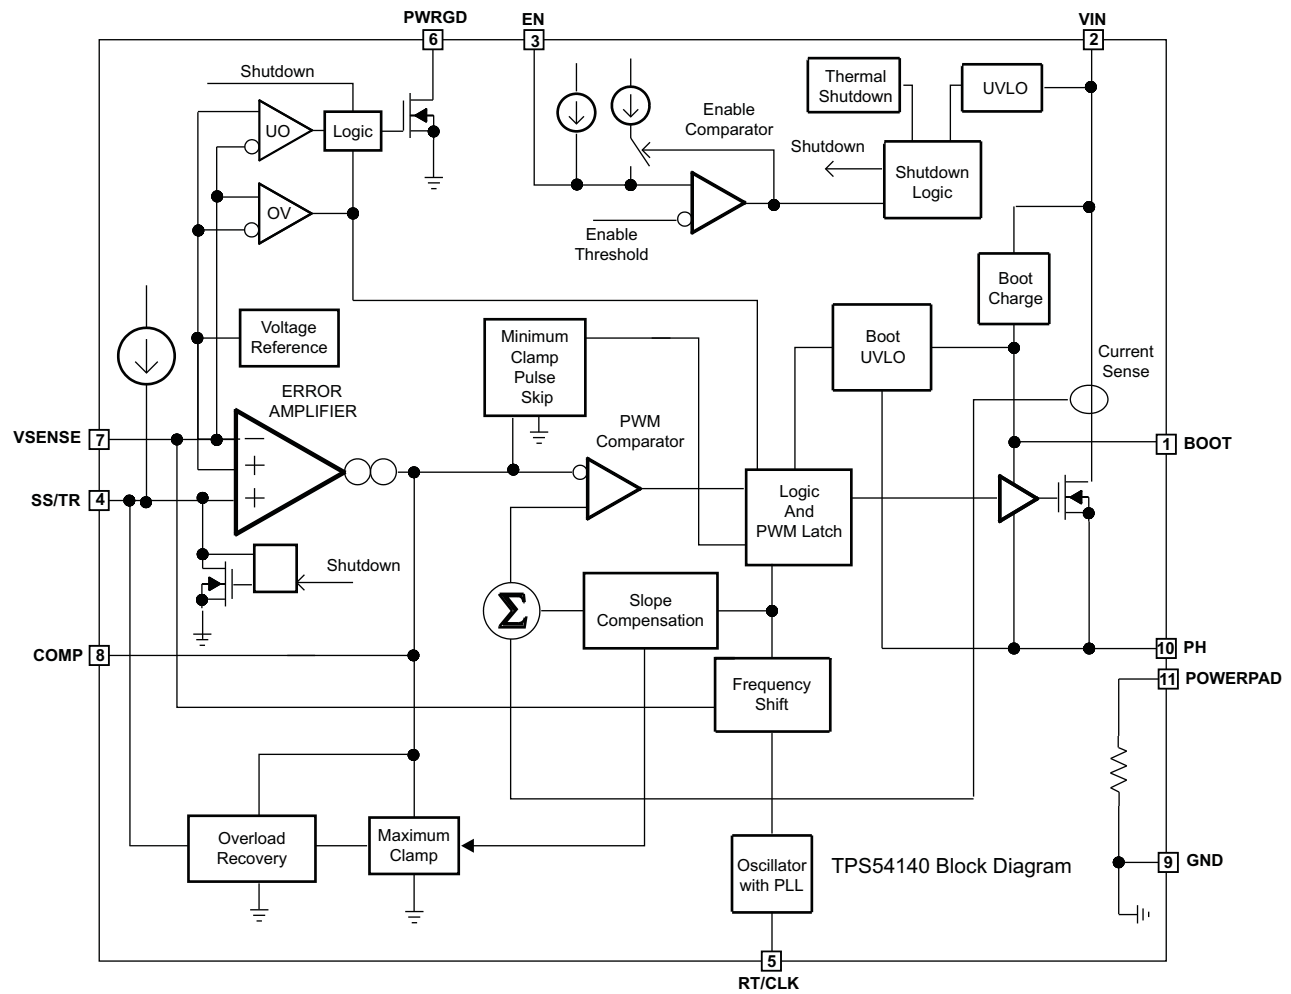 PWRGD
EN
VIN
6
3
2
Shutdown
UO
Logic
OV
Enable
Comparator
Thermal
Shutdown
UVLO
Shutdown
Shutdown
Logic
Enable
Threshold
Boot
Charge
Voltage
Reference
Minimum
Clamp
Pulse
Skip
Boot
UVLO
Current
Sense
ERROR
AMPLIFIER
PWM
Comparator
VSENSE
7
−
+
+
1
BOOT
SS/TR
4
Logic
And
PWM Latch
Shutdown
Σ
Slope
Compensation
COMP
8
10
PH
11
POWERPAD
Frequency
Shift
Overload
Recovery
Maximum
Clamp
Oscillator
with PLL
TPS54140 Block Diagram
9
GND
5
RT/CLK